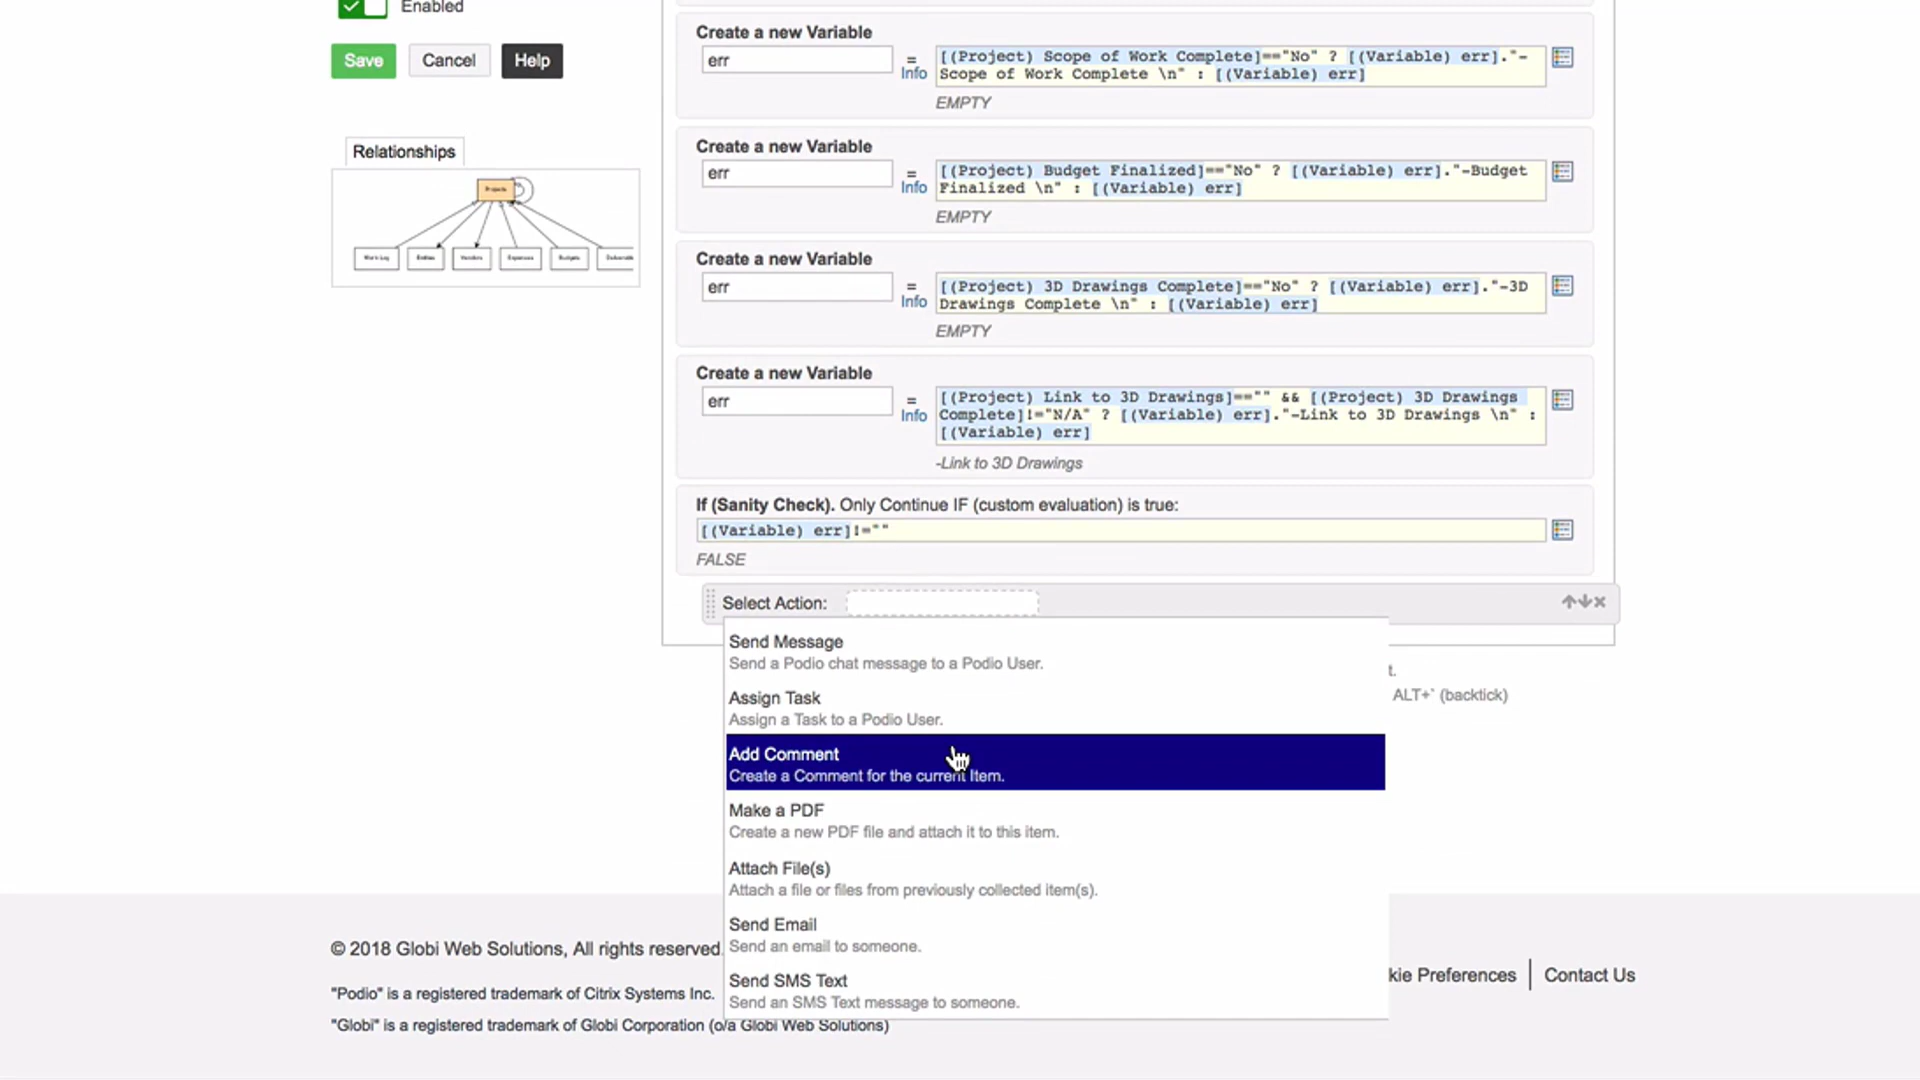 Enabled
Save
Cancel
Help
Relationships
Projects
Work Log
Entities
Vendors
Expenses
Budgets
Create a new Variable
err
=
Info
[(Project) Scope of Work Complete]=="No" ? [(Variable) err]."-
Scope of Work Complete \n" : [(Variable) err]
EMPTY
Create a new Variable
err
=
Info
[(Project) Budget Finalized]=="No" ? [(Variable) err]."-Budget
Finalized \n" : [(Variable) err]
EMPTY
Create a new Variable
err
=
Info
[(Project) 3D Drawings Complete]=="No" ? [(Variable) err]."-3D
Drawings Complete \n" : [(Variable) err]
EMPTY
Create a new Variable
err
=
Info
[(Project) Link to 3D Drawings]=="" && [(Project) 3D Drawings
Complete]!="N/A" ? [(Variable) err]."-Link to 3D Drawings \n" :
[(Variable) err]
-Link to 3D Drawings
If (Sanity Check). Only Continue IF (custom evaluation) is true:
[(Variable) err]!=""
FALSE
Select Action:
Send Message
Send a Podio chat message to a Podio User.
Assign Task
Assign a Task to a Podio User.
Add Comment
Create a Comment for the current Item.
Make a PDF
Create a new PDF file and attach it to this item.
Attach File(s)
Attach a file or files from previously collected item(s).
Send Email
Send an email to someone.
Send SMS Text
Send an SMS Text message to someone.
t.
ALT+` (backtick)
© 2018 Globi Web Solutions, All rights reserved.
"Podio" is a registered trademark of Citrix Systems Inc.
"Globi" is a registered trademark of Globi Corporation (o/a Globi Web Solutions)
kie Preferences
Contact Us